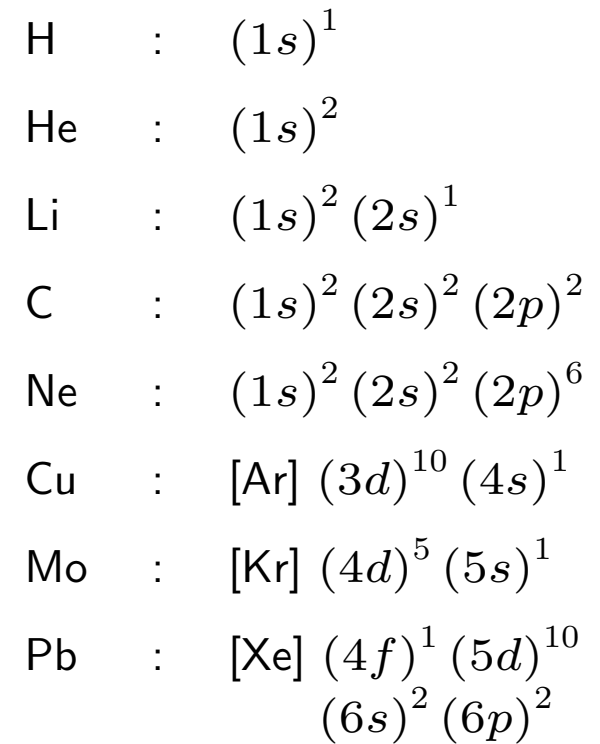 H : (1s)¹
He : (1s)²
Li : (1s)² (2s)¹
C : (1s)² (2s)² (2p)²
Ne : (1s)² (2s)² (2p)⁶
Cu : [Ar] (3d)¹⁰ (4s)¹
Mo : [Kr] (4d)⁵ (5s)¹
Pb : [Xe] (4f)¹ (5d)¹⁰
(6s)² (6p)²